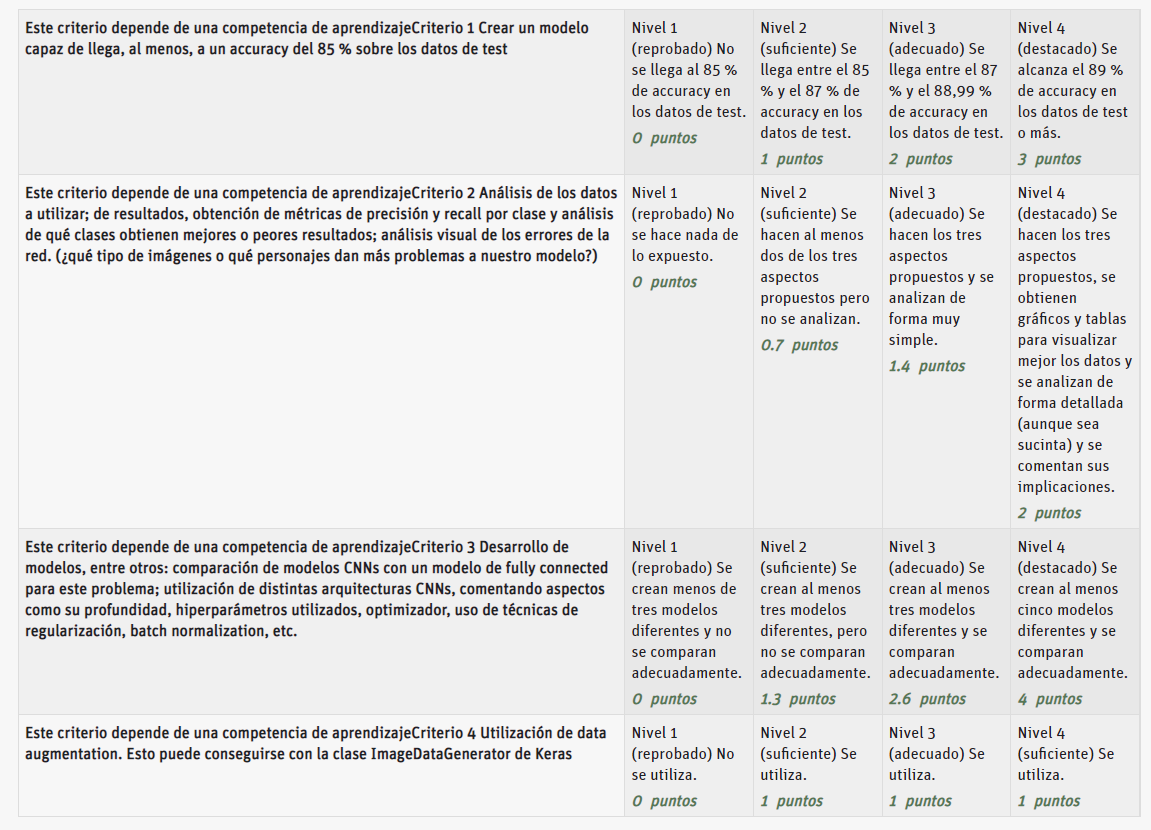 Este criterio depende de una competencia de aprendizajeCriterio 1 Crear un modelo
capaz de llega, al menos, a un accuracy del 85 % sobre los datos de test
Nivel 1
(reprobado) No
se llega al 85 %
de accuracy en
los datos de test.
0 puntos
Nivel 2
(suficiente) Se
llega entre el 85
% y el 87 % de
accuracy en los
datos de test.
1 puntos
Nivel 3
(adecuado) Se
llega entre el 87
% y el 88,99 %
de accuracy en
los datos de test.
2 puntos
Nivel 4
(destacado) Se
alcanza el 89 %
de accuracy en
los datos de test
o más.
3 puntos
Este criterio depende de una competencia de aprendizajeCriterio 2 Análisis de los datos
a utilizar; de resultados, obtención de métricas de precisión y recall por clase y análisis
de qué clases obtienen mejores o peores resultados; análisis visual de los errores de la
red. (¿qué tipo de imágenes o qué personajes dan más problemas a nuestro modelo?)
Nivel 1
(reprobado) No
se hace nada de
lo expuesto.
0 puntos
Nivel 2
(suficiente) Se
hacen al menos
dos de los tres
aspectos
propuestos pero
no se analizan.
0.7 puntos
Nivel 3
(adecuado) Se
hacen los tres
aspectos
propuestos y se
analizan de
forma muy
simple.
1.4 puntos
Nivel 4
(destacado) Se
hacen los tres
aspectos
propuestos, se
obtienen
gráficos y tablas
para visualizar
mejor los datos y
se analizan de
forma detallada
(aunque sea
sucinta) y se
comentan sus
implicaciones.
2 puntos
Este criterio depende de una competencia de aprendizajeCriterio 3 Desarrollo de
modelos, entre otros: comparación de modelos CNNs con un modelo de fully connected
para este problema; utilización de distintas arquitecturas CNNs, comentando aspectos
como su profundidad, hiperparámetros utilizados, optimizador, uso de técnicas de
regularización, batch normalization, etc.
Nivel 1
(reprobado) Se
crean menos de
tres modelos
diferentes y no
se comparan
adecuadamente.
0 puntos
Nivel 2
(suficiente) Se
crean al menos
tres modelos
diferentes, pero
no se comparan
adecuadamente.
1.3 puntos
Nivel 3
(adecuado) Se
crean al menos
tres modelos
diferentes y se
comparan
adecuadamente.
2.6 puntos
Nivel 4
(destacado) Se
crean al menos
cinco modelos
diferentes y se
comparan
adecuadamente.
4 puntos
Este criterio depende de una competencia de aprendizajeCriterio 4 Utilización de data
augmentation. Esto puede conseguirse con la clase ImageDataGenerator de Keras
Nivel 1
(reprobado) No
se utiliza.
0 puntos
Nivel 2
(suficiente) Se
utiliza.
1 puntos
Nivel 3
(adecuado) Se
utiliza.
1 puntos
Nivel 4
(suficiente) Se
utiliza.
1 puntos